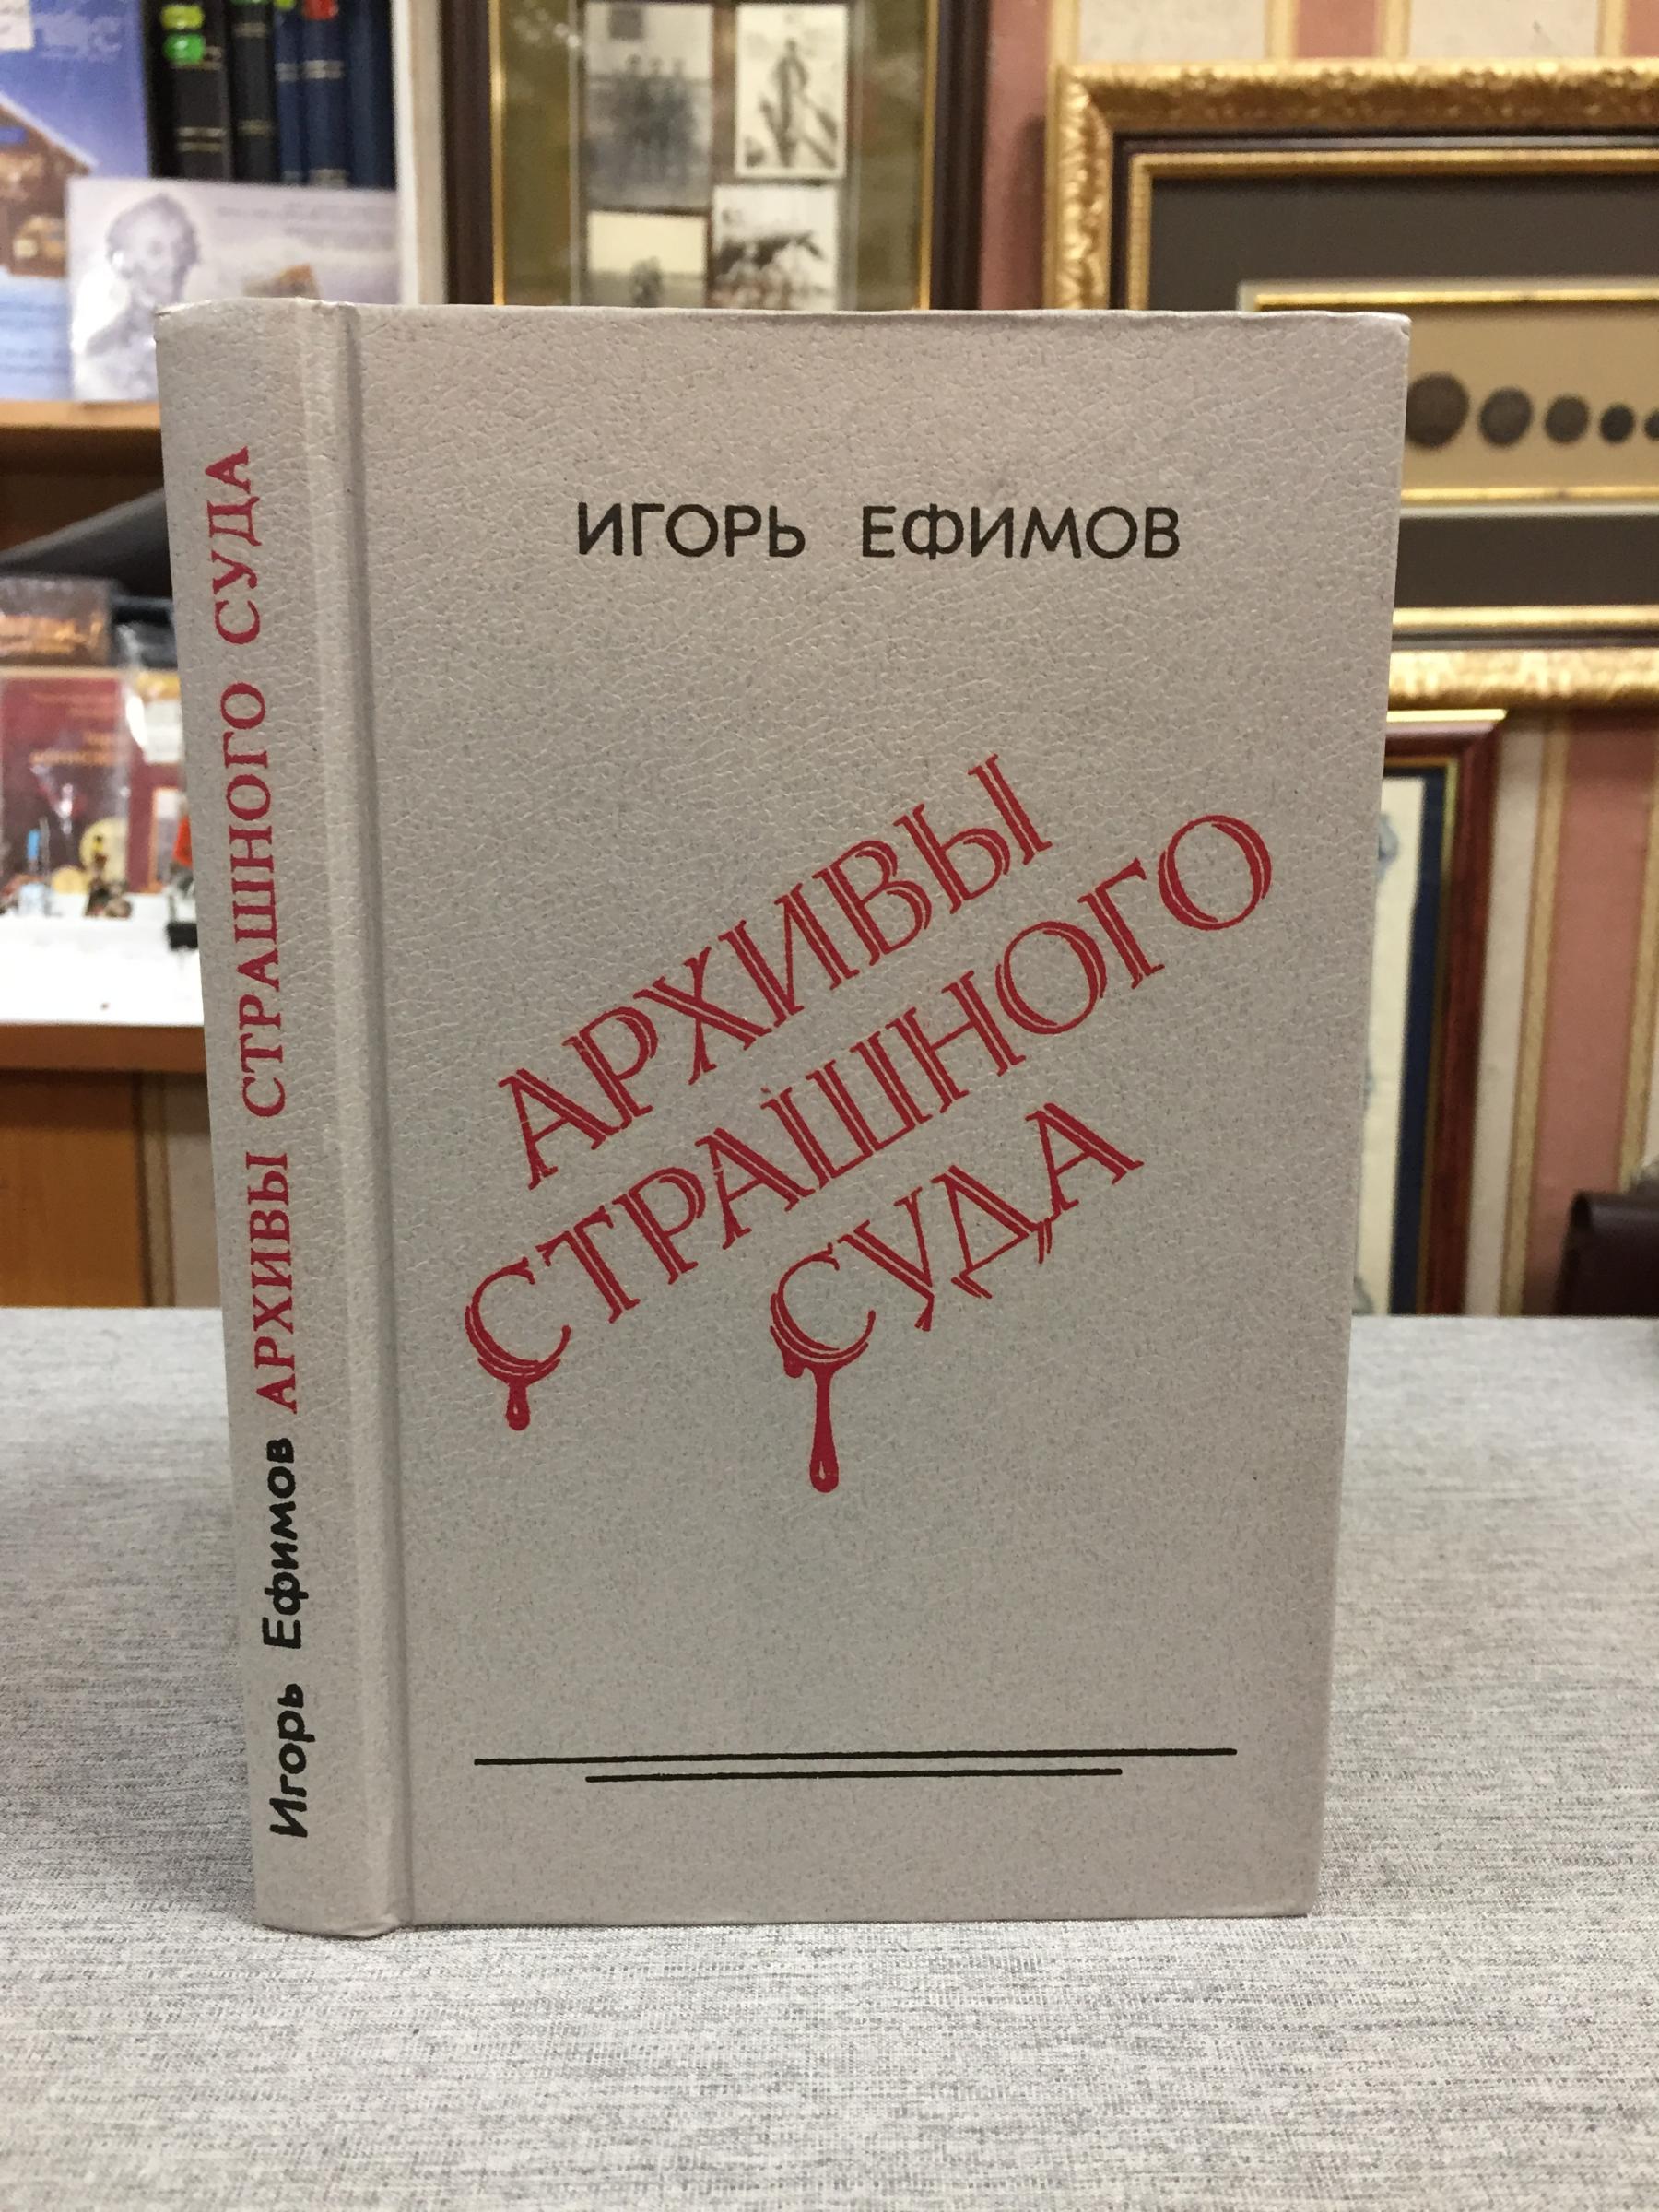 ИГОРЬ ЕФИМОВ
АРХИВЫ
СТРАШНОГО
СУДА
Игорь Ефимов АРХИВЫ СТРАШНОГО СУДА